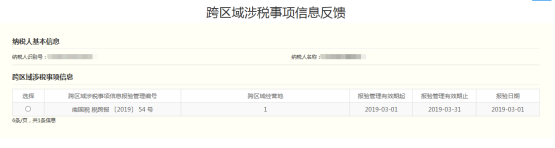 跨区域涉税事项信息反馈
纳税人基本信息
纳税人识别号：
纳税人名称：
跨区域涉税事项信息
选择 跨区域涉税事项信息报验管理编号 跨区域经营地 报验管理有效期起 报验管理有效期止 报验日期
南国税 税跨报 〔2019〕 54 号 1 2019-03-01 2019-03-31 2019-03-01
6条/页，共1条信息